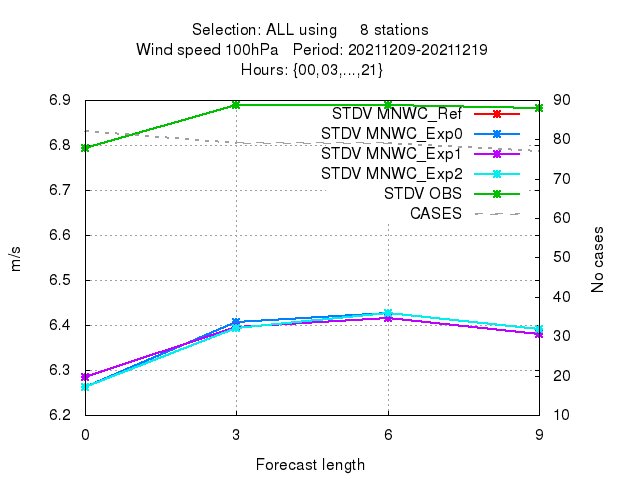 Selection: ALL using 8 stations
Wind speed 100hPa Period: 20211209-20211219
Hours: {00,03,...,21}
6.9
6.8
6.7
6.6
6.5
6.4
6.3
6.2
90
80
70
60
50
40
30
20
10
STDV MNWC_Ref
STDV MNWC_Exp0
STDV MNWC_Exp1
STDV MNWC_Exp2
STDV OBS
CASES
m/s
No cases
0 3 6 9
Forecast length